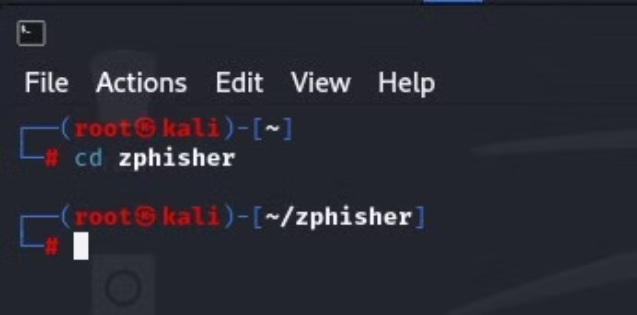 File Actions Edit View Help
┌──(root㉿kali)-[~]
└─# cd zphisher
┌──(root㉿kali)-[~/zphisher]
└─#